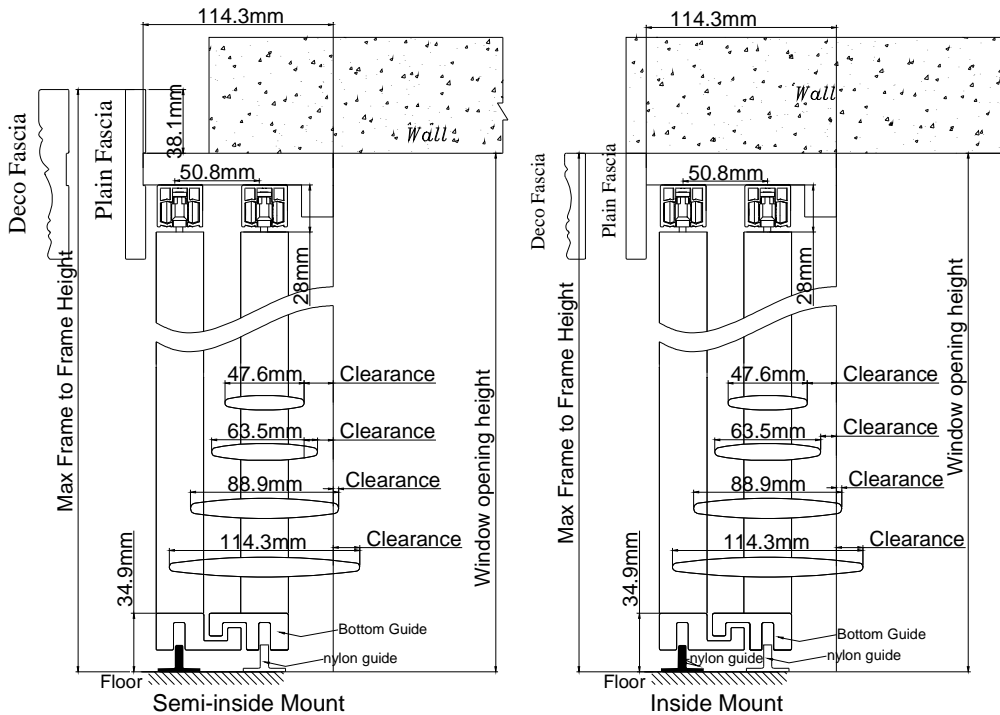 114.3mm
Deco Fascia
Plain Fascia
38.1mm
Wall
50.8mm
28mm
Max Frame to Frame Height
Window opening height
47.6mm
Clearance
63.5mm
Clearance
88.9mm
Clearance
114.3mm
Clearance
34.9mm
Bottom Guide
nylon guide
Floor
Semi-inside Mount
114.3mm
Deco Fascia
Plain Fascia
Wall
50.8mm
28mm
Max Frame to Frame Height
Window opening height
47.6mm
Clearance
63.5mm
Clearance
88.9mm
Clearance
114.3mm
Clearance
34.9mm
Bottom Guide
nylon guide
nylon guide
Floor
Inside Mount